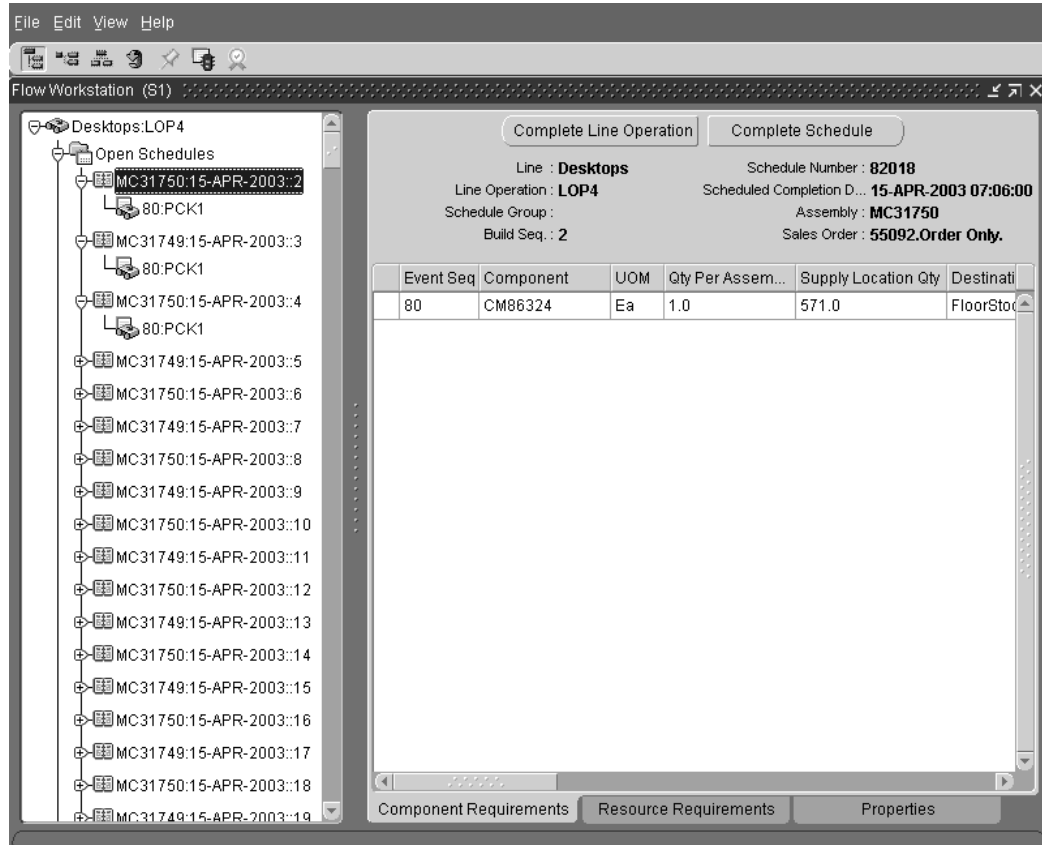 File Edit View Help
Flow Workstation (S1)
Desktops:LOP4
Open Schedules
MC31750:15-APR-2003::2
80:PCK1
MC31749:15-APR-2003::3
80:PCK1
MC31750:15-APR-2003::4
80:PCK1
MC31749:15-APR-2003::5
MC31750:15-APR-2003::6
MC31749:15-APR-2003::7
MC31750:15-APR-2003::8
MC31749:15-APR-2003::9
MC31750:15-APR-2003::10
MC31749:15-APR-2003::11
MC31750:15-APR-2003::12
MC31749:15-APR-2003::13
MC31750:15-APR-2003::14
MC31749:15-APR-2003::15
MC31750:15-APR-2003::16
MC31749:15-APR-2003::17
MC31750:15-APR-2003::18
MC31749:15-APR-2003::19
Complete Line Operation Complete Schedule
Line : Desktops Schedule Number : 82018
Line Operation : LOP4 Scheduled Completion D... 15-APR-2003 07:06:00
Schedule Group : Assembly : MC31750
Build Seq. : 2 Sales Order : 55092.Order Only.
Event Seq Component UOM Qty Per Assem... Supply Location Qty Destinati
80 CM86324 Ea 1.0 571.0 FloorStoc
Component Requirements Resource Requirements Properties